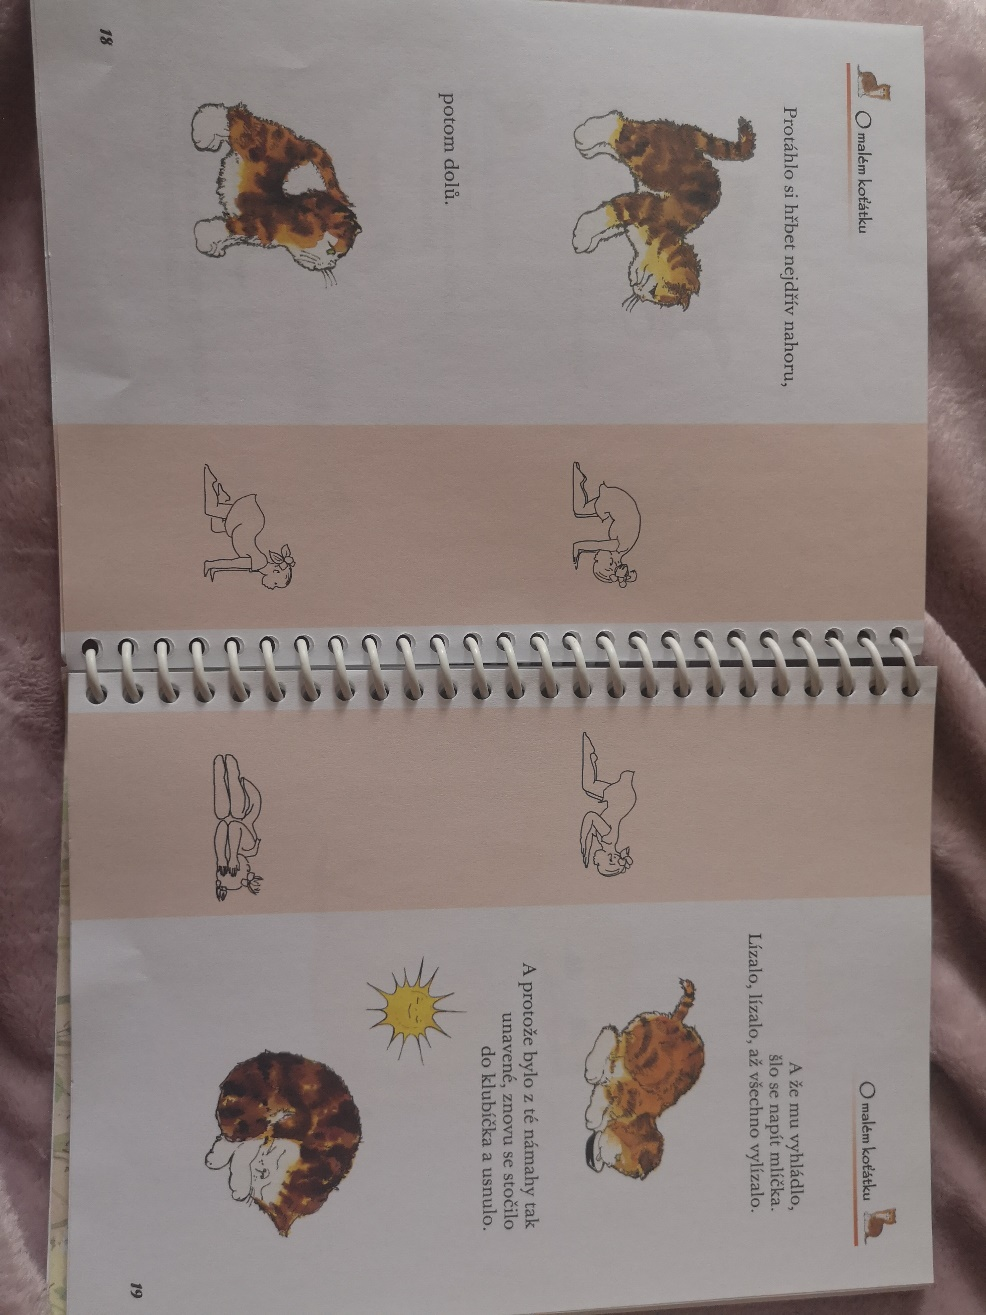 O malém koťátku
Protáhlo si hřbet nejdřív nahoru,
potom dolů.
18
O malém koťátku
A že mu vyhládlo,
šlo se napít mlíčka.
Lízalo, lízalo, až všechno vylízalo.
A protože bylo z té námahy tak
unavené, znovu se stočilo
do klubíčka a usnulo.
19